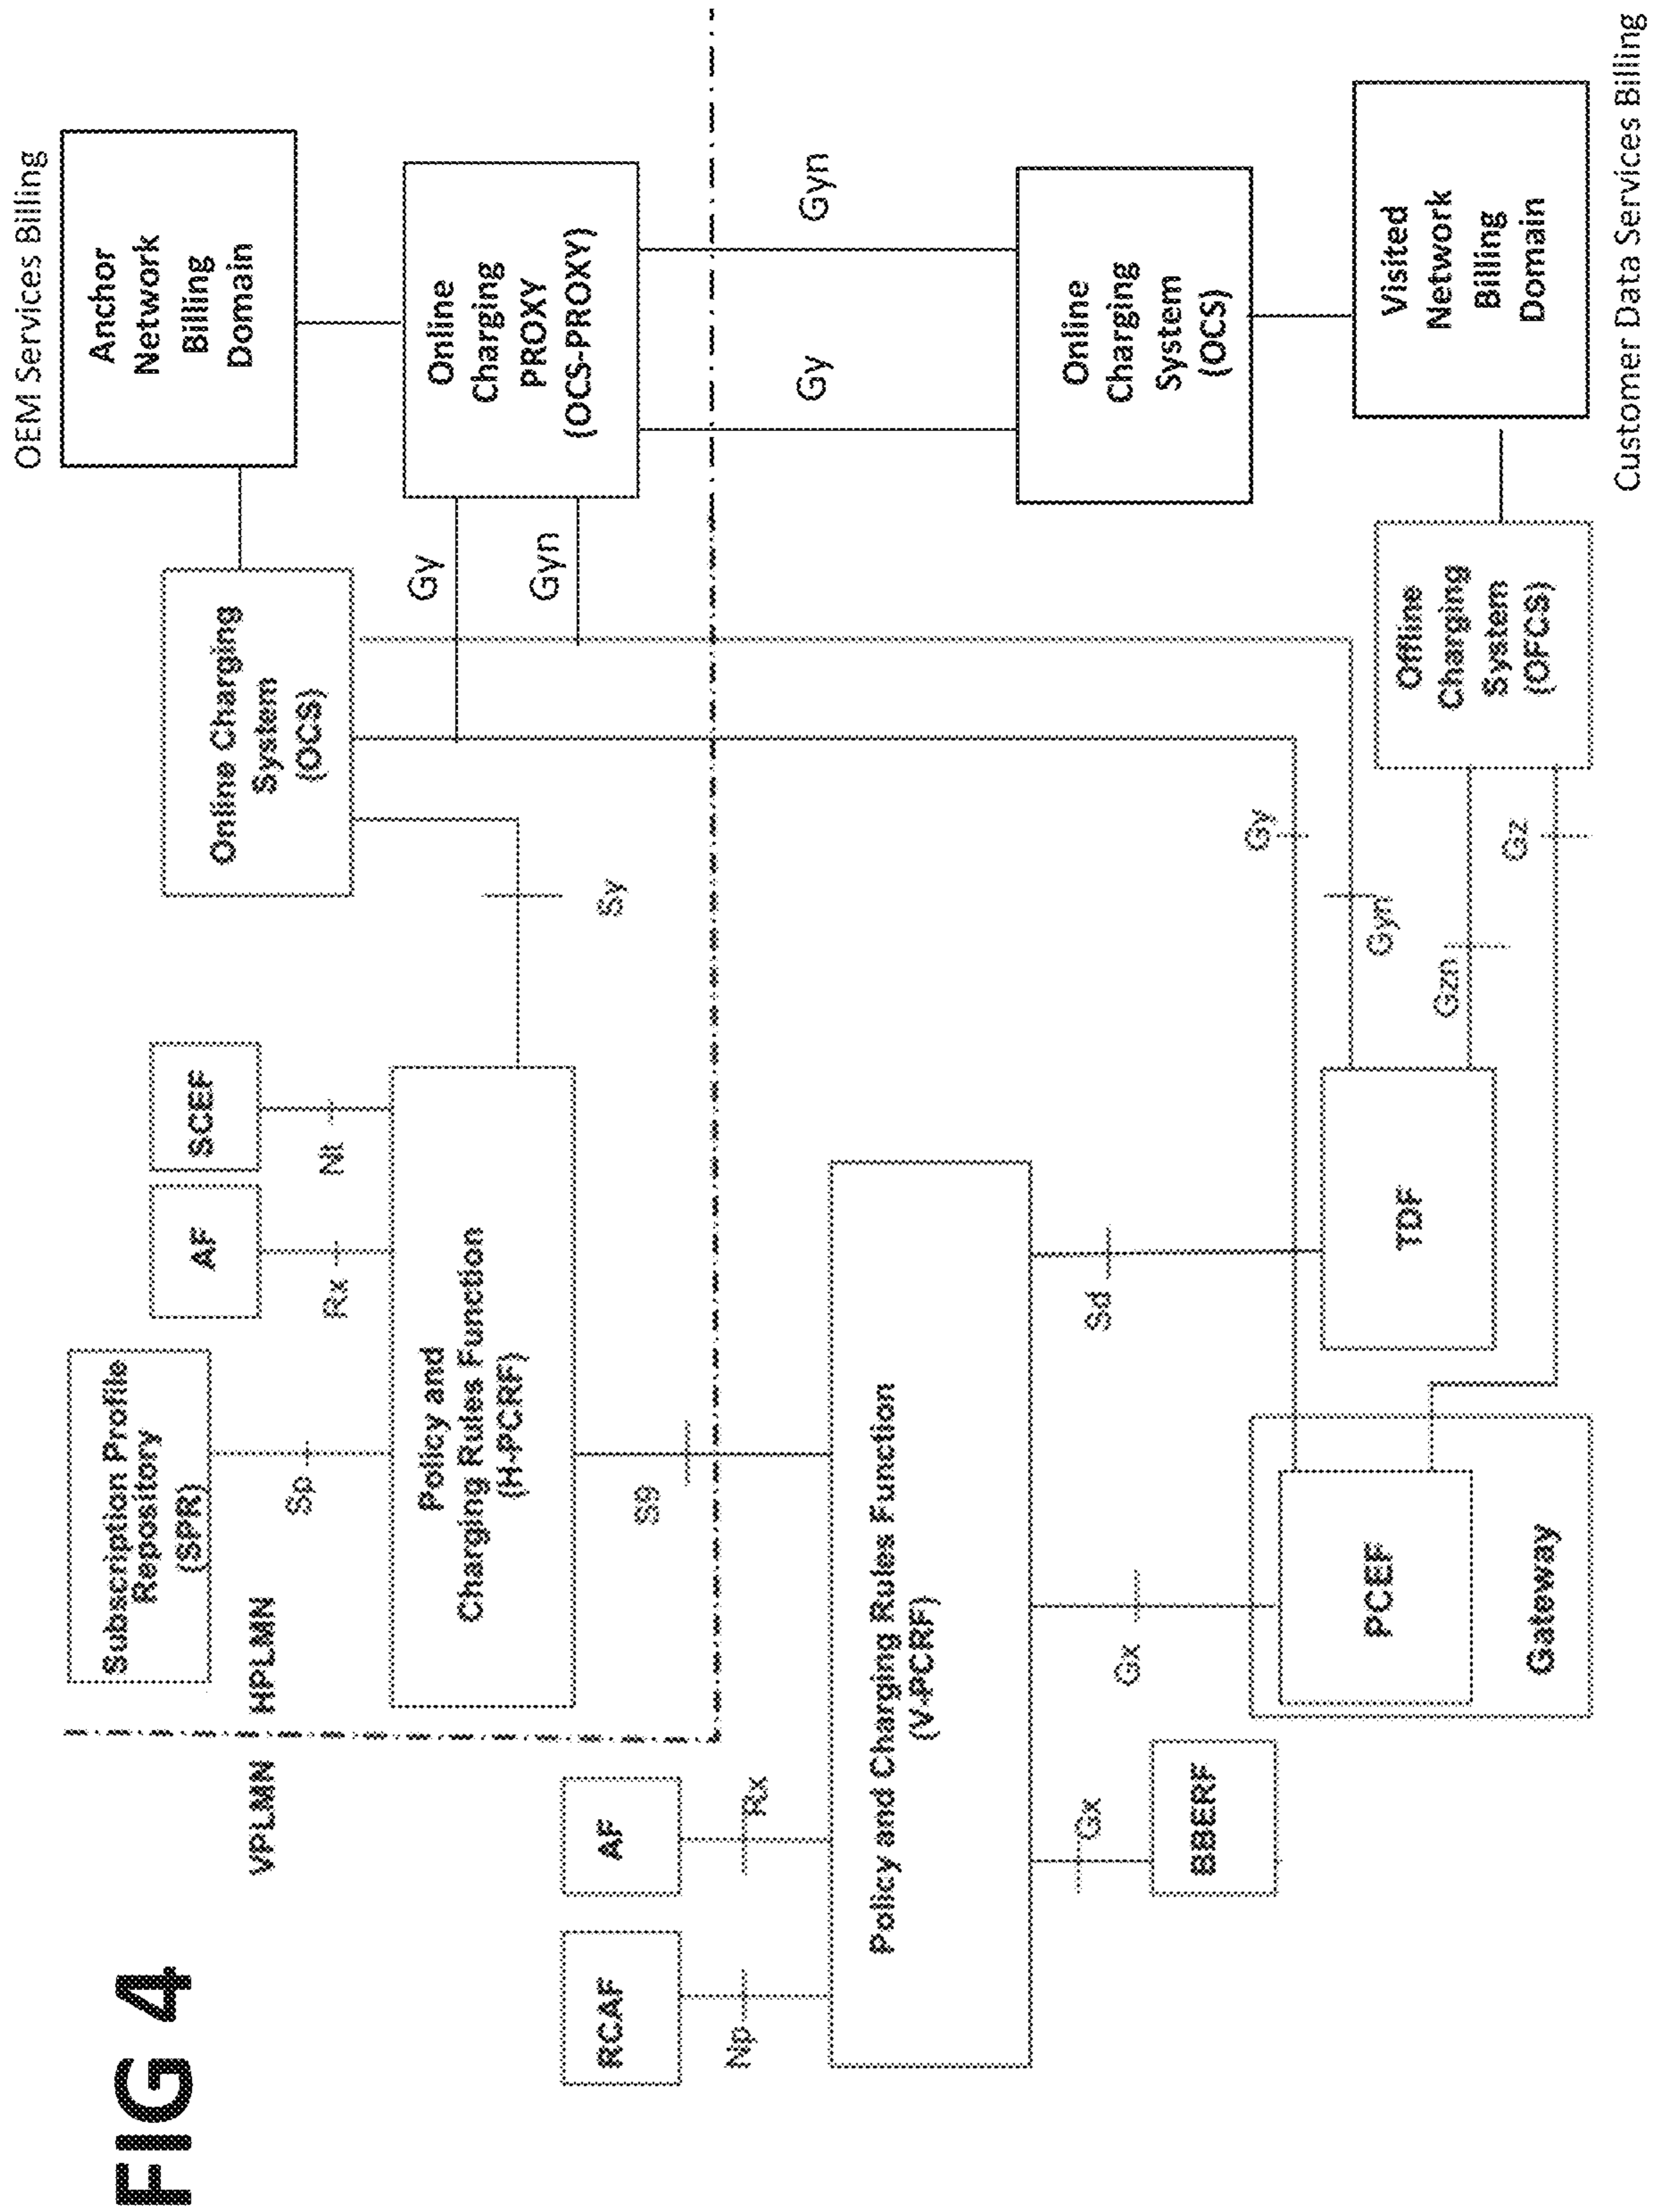 FIG 4
VPLMN
HPLMN
Subscription Profile
Repository
(SPR)
AF
SCEF
Online Charging
System
(OCS)
OEM Services Billing
Anchor
Network
Billing
Domain
Sp
Rx
Nt
Sy
Gy
Gyn
Online
Charging
PROXY
(OCS-PROXY)
Policy and
Charging Rules Function
(H-PCRF)
S9
RCAF
AF
Np
Rx
Gy
Gyn
Policy and Charging Rules Function
(V-PCRF)
Gx
Gx
Sd
Gy
Gyn
Gzn
Gz
Online
Charging
System
(OCS)
BBERF
PCEF
Gateway
TDF
Offline
Charging
System
(OFCS)
Visited
Network
Billing
Domain
Customer Data Services Billing